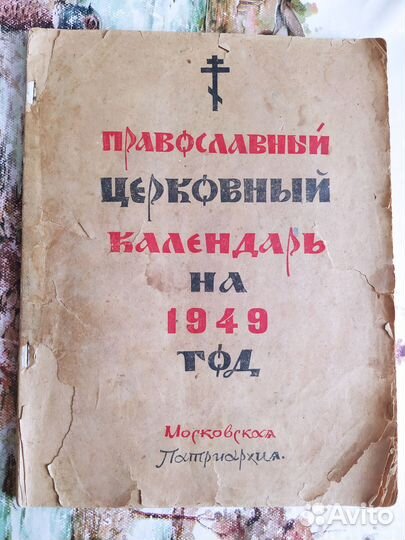 ПРАВОСЛАВНЫЙ
ЦЕРКОВНЫЙ
КАЛЕНДАРЬ
НА
1949
ГОД
Московская
Патриархия.
Avito